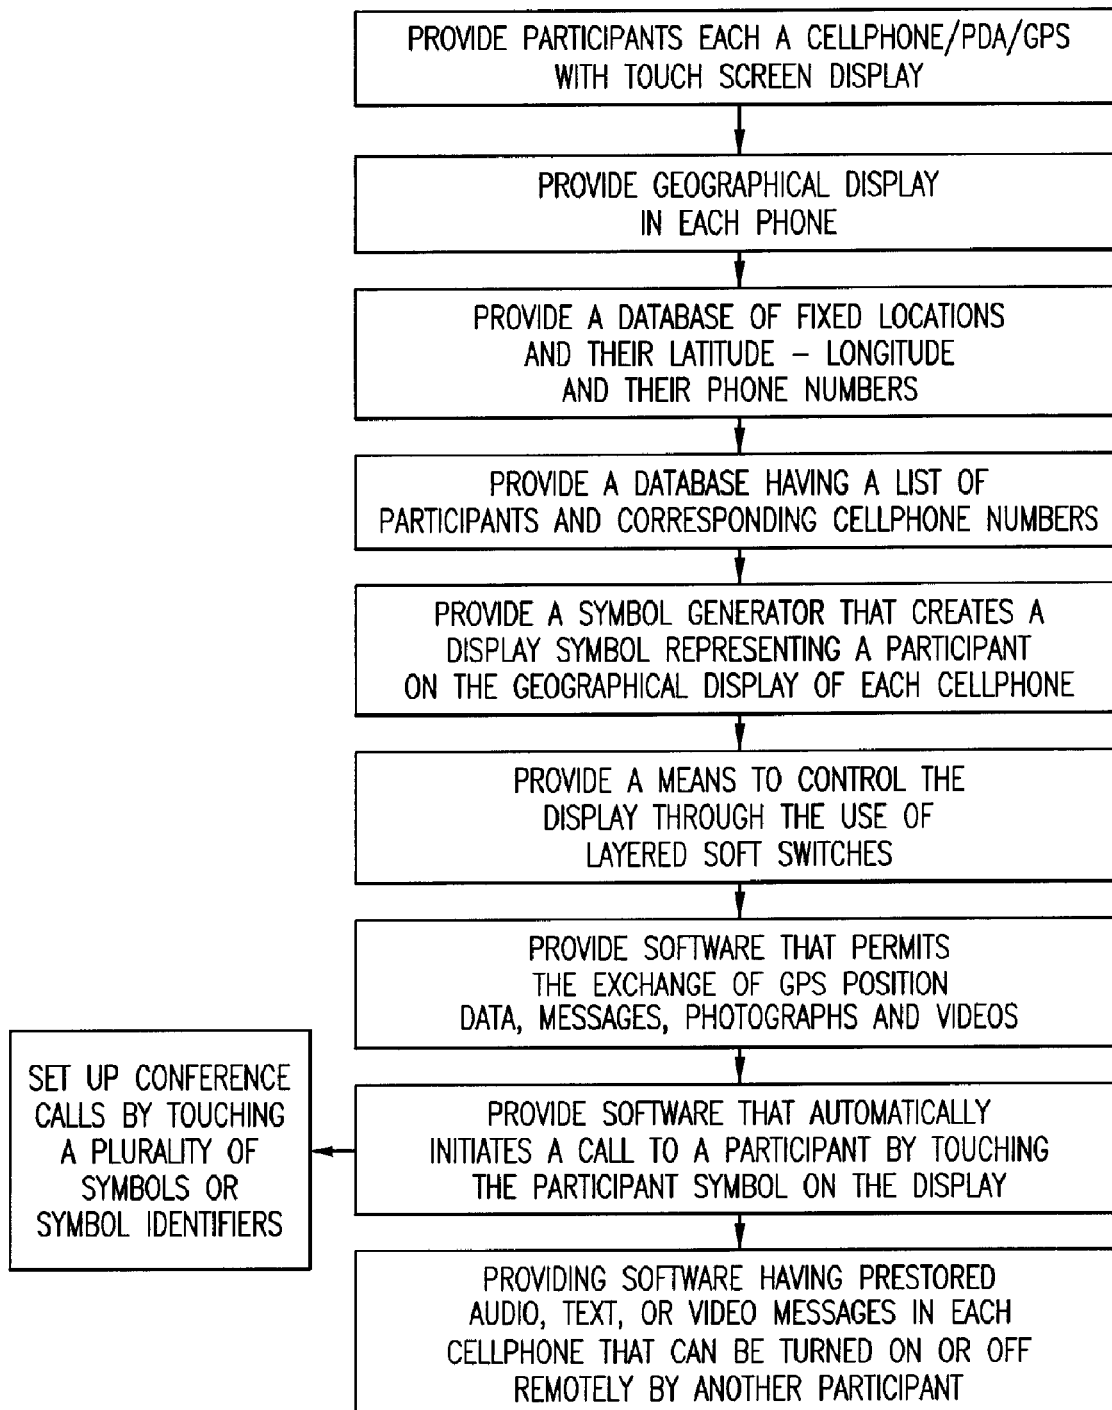 PROVIDE PARTICIPANTS EACH A CELLPHONE/PDA/GPS
WITH TOUCH SCREEN DISPLAY
PROVIDE GEOGRAPHICAL DISPLAY
IN EACH PHONE
PROVIDE A DATABASE OF FIXED LOCATIONS
AND THEIR LATITUDE – LONGITUDE
AND THEIR PHONE NUMBERS
PROVIDE A DATABASE HAVING A LIST OF
PARTICIPANTS AND CORRESPONDING CELLPHONE NUMBERS
PROVIDE A SYMBOL GENERATOR THAT CREATES A
DISPLAY SYMBOL REPRESENTING A PARTICIPANT
ON THE GEOGRAPHICAL DISPLAY OF EACH CELLPHONE
PROVIDE A MEANS TO CONTROL THE
DISPLAY THROUGH THE USE OF
LAYERED SOFT SWITCHES
PROVIDE SOFTWARE THAT PERMITS
THE EXCHANGE OF GPS POSITION
DATA, MESSAGES, PHOTOGRAPHS AND VIDEOS
PROVIDE SOFTWARE THAT AUTOMATICALLY
INITIATES A CALL TO A PARTICIPANT BY TOUCHING
THE PARTICIPANT SYMBOL ON THE DISPLAY
SET UP CONFERENCE
CALLS BY TOUCHING
A PLURALITY OF
SYMBOLS OR
SYMBOL IDENTIFIERS
PROVIDING SOFTWARE HAVING PRESTORED
AUDIO, TEXT, OR VIDEO MESSAGES IN EACH
CELLPHONE THAT CAN BE TURNED ON OR OFF
REMOTELY BY ANOTHER PARTICIPANT